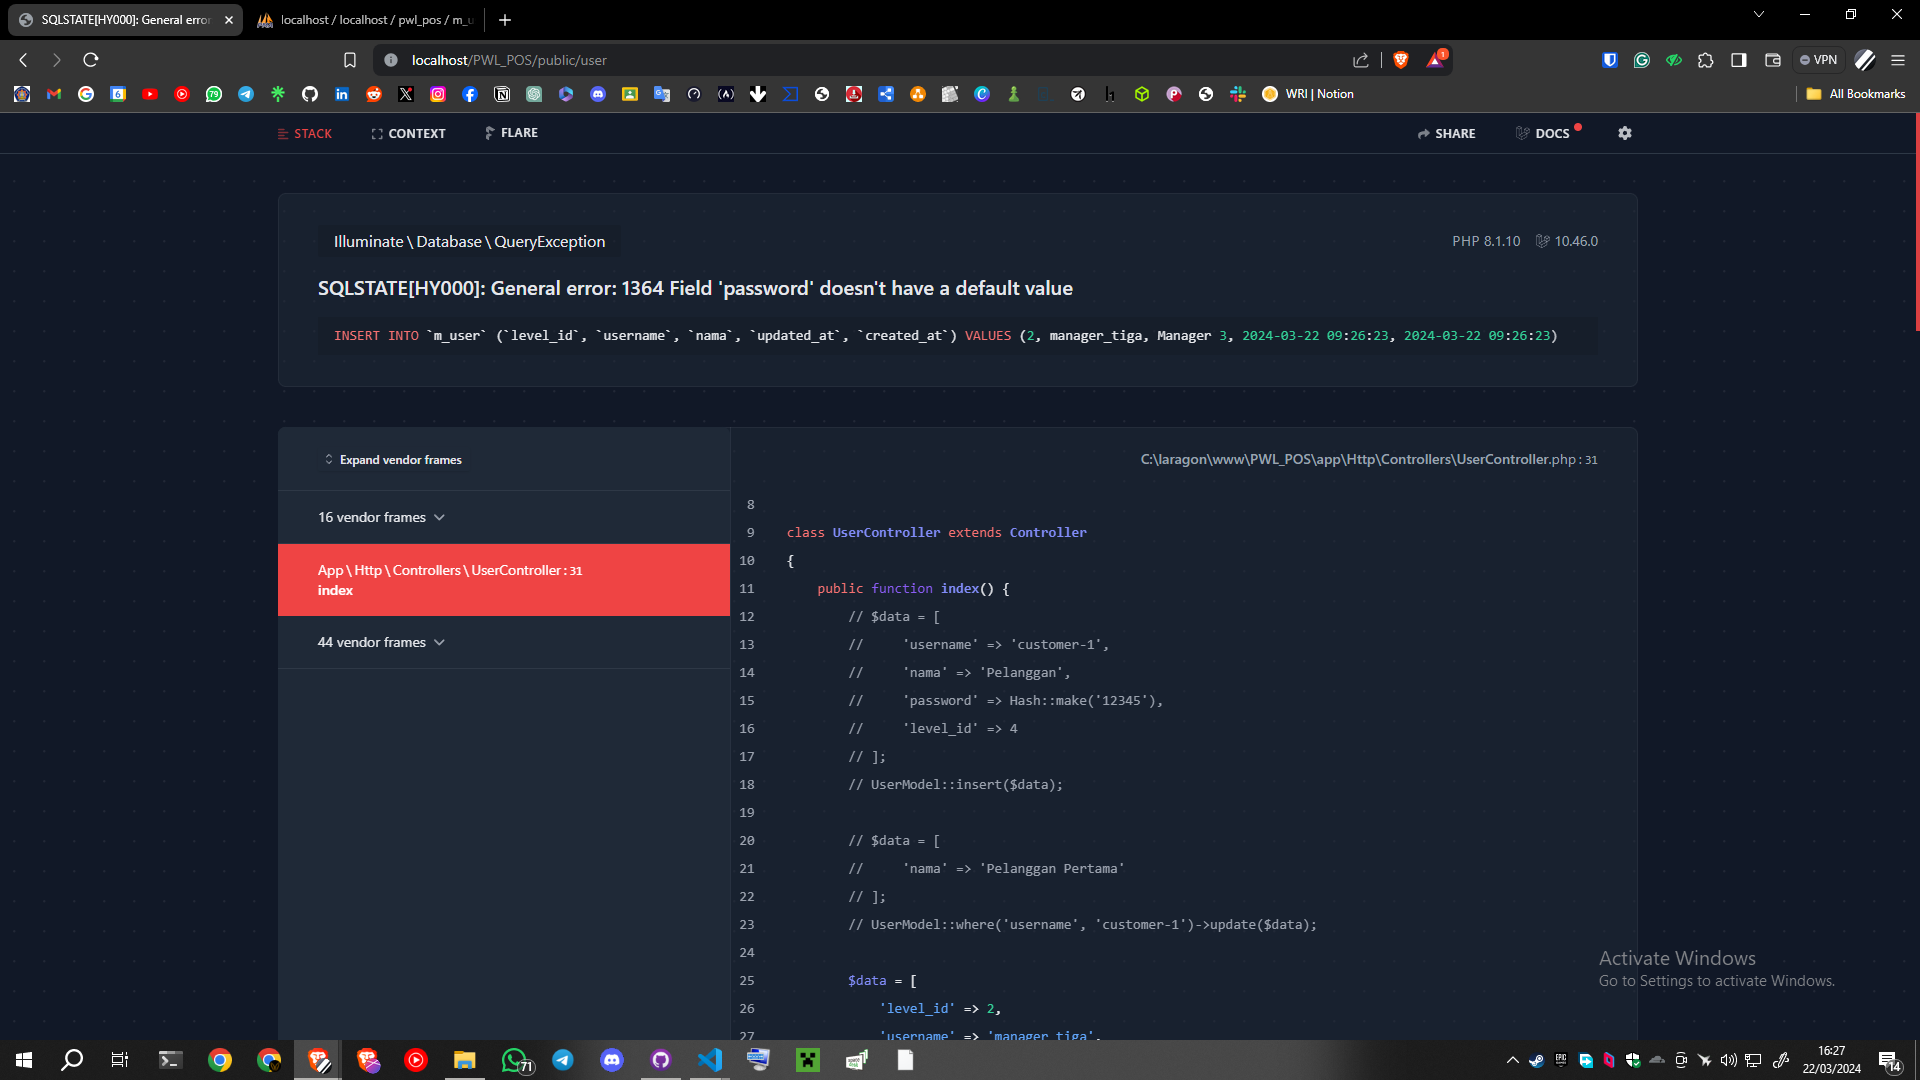 SQLSTATE[HY000]: General error
localhost / localhost / pwl_pos / m_u
localhost/PWL_POS/public/user
1
VPN
WRI | Notion
All Bookmarks
STACK
CONTEXT
FLARE
SHARE
DOCS
Illuminate\Database\QueryException
PHP 8.1.10
10.46.0
SQLSTATE[HY000]: General error: 1364 Field 'password' doesn't have a default value
INSERT INTO `m_user` (`level_id`, `username`, `nama`, `updated_at`, `created_at`) VALUES (2, manager_tiga, Manager 3, 2024-03-22 09:26:23, 2024-03-22 09:26:23)
Expand vendor frames
C:\laragon\www\PWL_POS\app\Http\Controllers\UserController.php:31
16 vendor frames
App\Http\Controllers\UserController:31
index
44 vendor frames
8
9 class UserController extends Controller
10 {
11 public function index() {
12 // $data = [
13 // 'username' => 'customer-1',
14 // 'nama' => 'Pelanggan',
15 // 'password' => Hash::make('12345'),
16 // 'level_id' => 4
17 // ];
18 // UserModel::insert($data);
19
20 // $data = [
21 // 'nama' => 'Pelanggan Pertama'
22 // ];
23 // UserModel::where('username', 'customer-1')->update($data);
24
25 $data = [
26 'level_id' => 2,
27 'username' => 'manager_tiga',
Activate Windows
Go to Settings to activate Windows.
71
16:27
22/03/2024
14